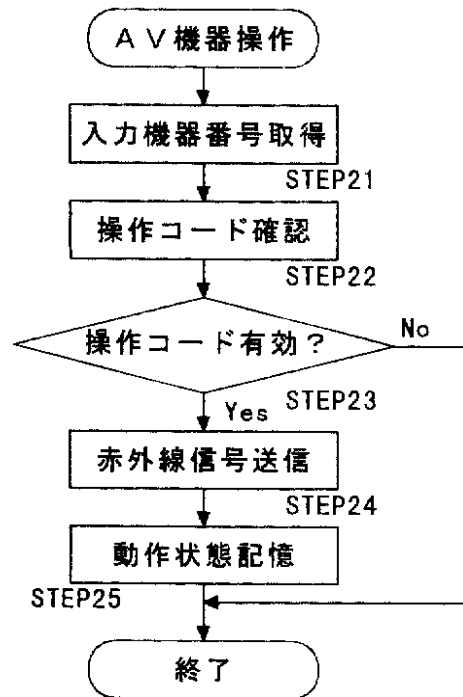 AV機器操作
入力機器番号取得
STEP21
操作コード確認
STEP22
操作コード有効?
No
Yes
STEP23
赤外線信号送信
STEP24
動作状態記憶
STEP25
終了